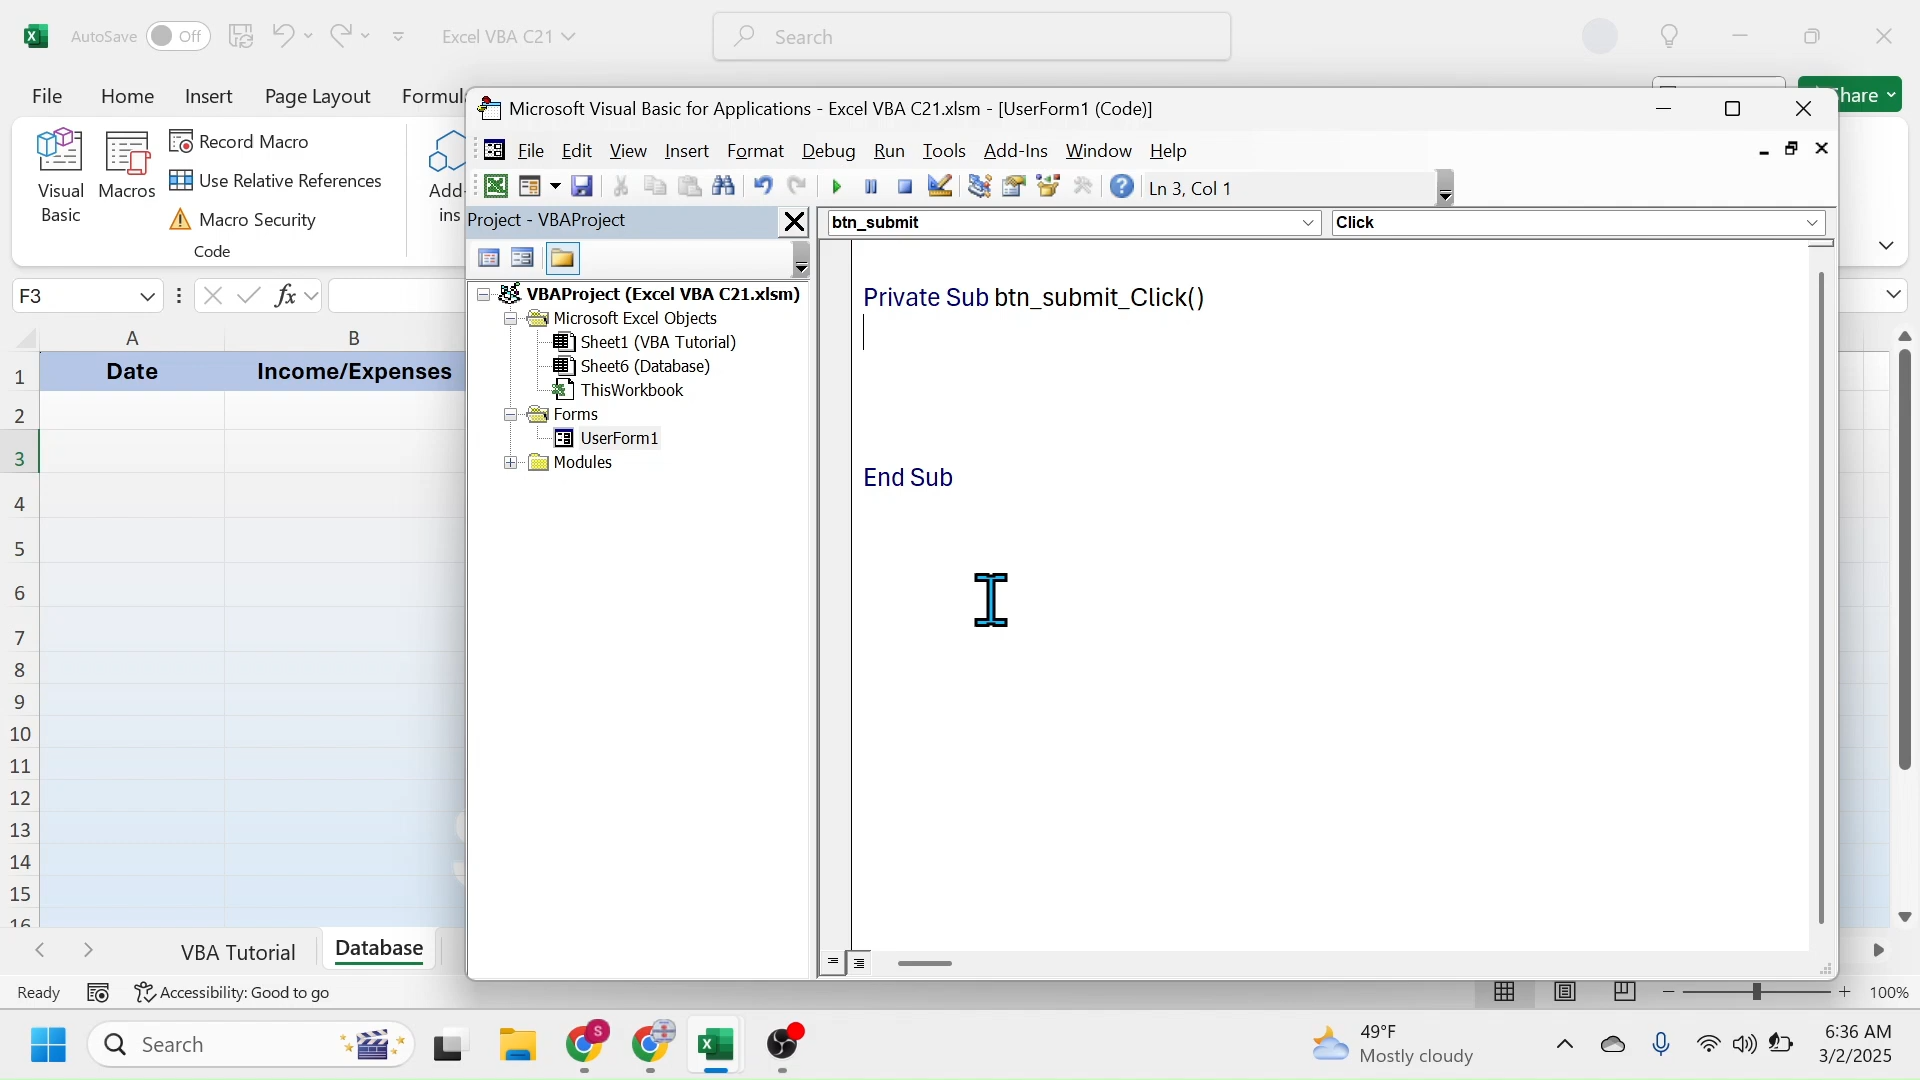 AutoSave Off Excel VBA C21 Search
File Home Insert Page Layout Formul
Share
Visual Basic
Macros
Record Macro
Use Relative References
Macro Security
Add-ins
Code
F3 fx
A B
1 Date Income/Expenses
2
3
4
5
6
7
8
9
10
11
12
13
14
15
16
Microsoft Visual Basic for Applications - Excel VBA C21.xlsm - [UserForm1 (Code)]
File Edit View Insert Format Debug Run Tools Add-Ins Window Help
Ln 3, Col 1
Project - VBAProject
btn_submit Click
VBAProject (Excel VBA C21.xlsm)
Microsoft Excel Objects
Sheet1 (VBA Tutorial)
Sheet6 (Database)
ThisWorkbook
Forms
UserForm1
Modules
Private Sub btn_submit_Click()
End Sub
VBA Tutorial Database
Ready Accessibility: Good to go 100%
Search S 49°F
Mostly cloudy
6:36 AM
3/2/2025